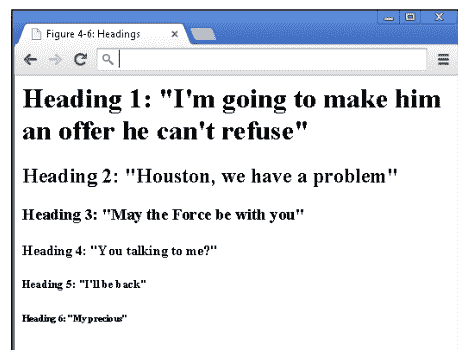 Figure 4-6: Headings
Heading 1: "I'm going to make him
an offer he can't refuse"
Heading 2: "Houston, we have a problem"
Heading 3: "May the Force be with you"
Heading 4: "You talking to me?"
Heading 5: "I'll be back"
Heading 6: "My precious"